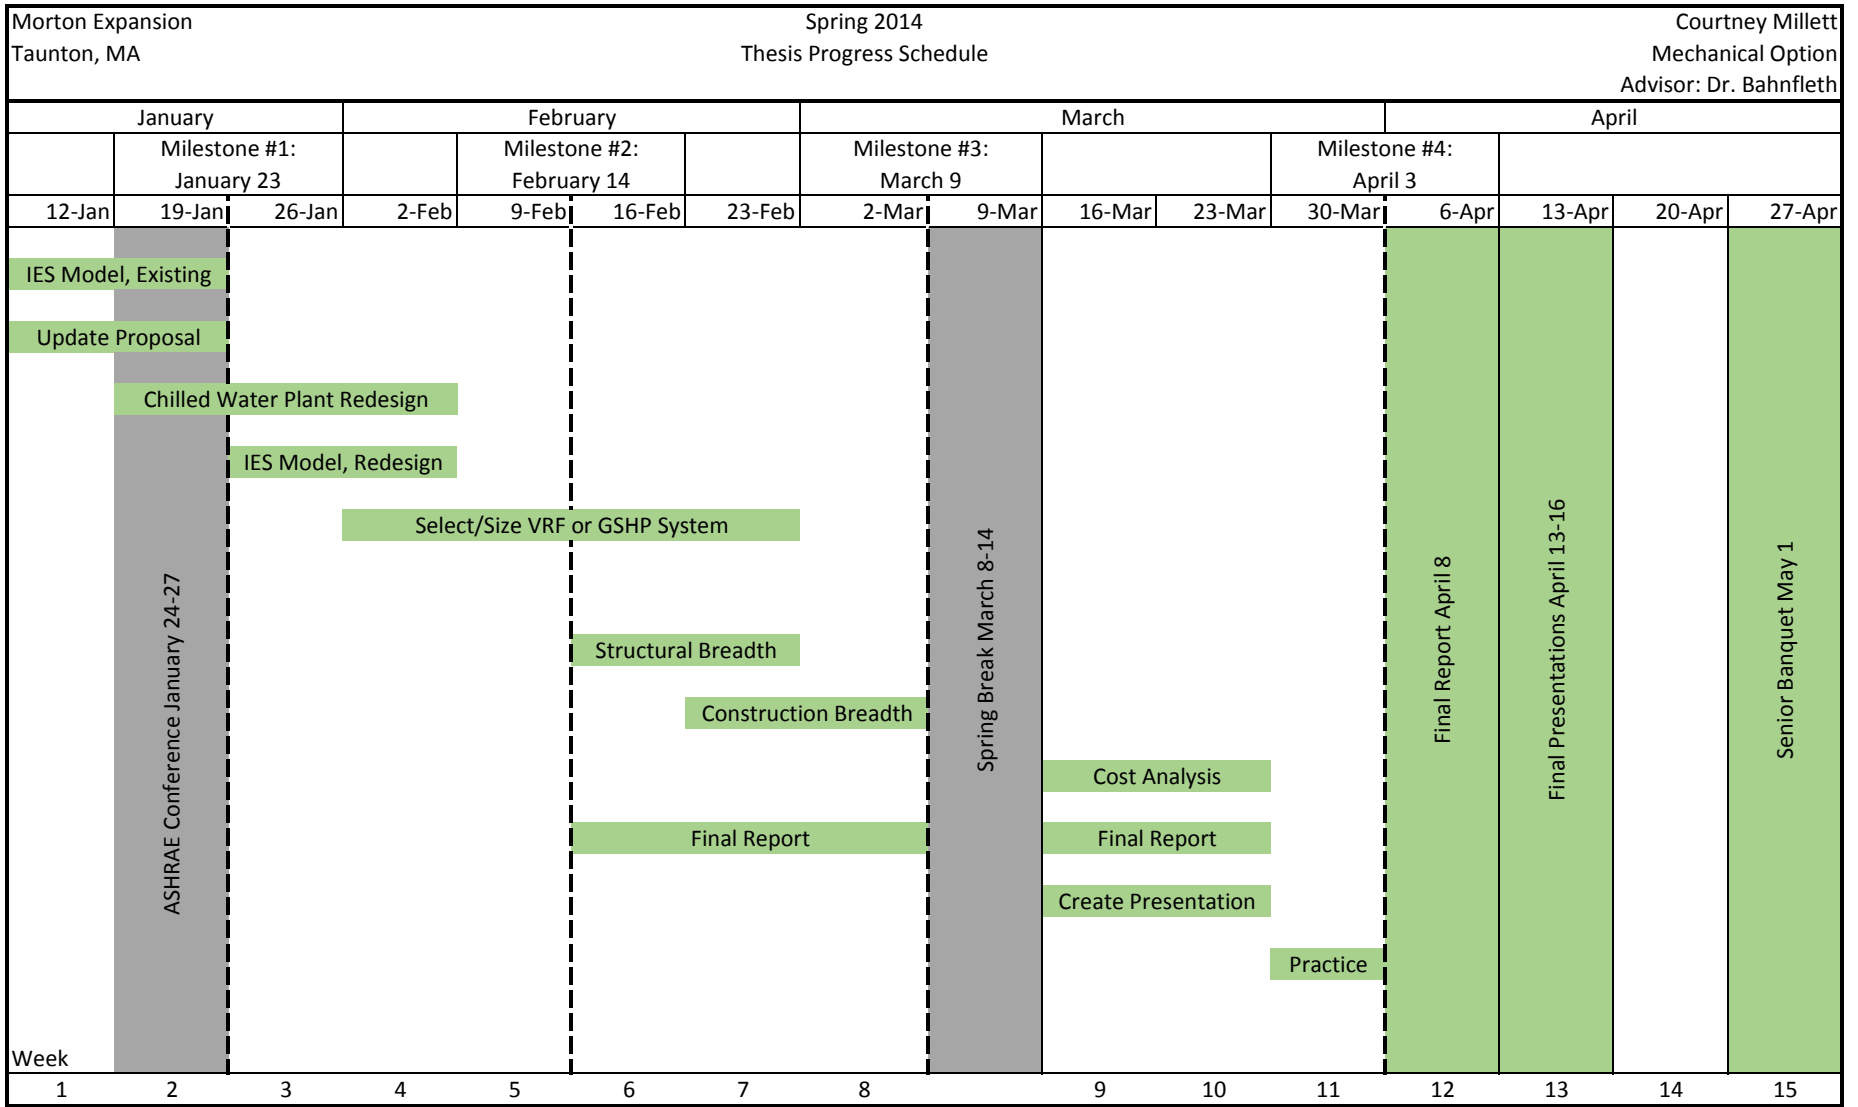 Morton Expansion
Spring 2014
Courtney Millett
Taunton, MA
Thesis Progress Schedule
Mechanical Option
Advisor: Dr. Bahnfleth
January
February
March
April
Milestone #1:
January 23
Milestone #2:
February 14
Milestone #3:
March 9
Milestone #4:
April 3
12-Jan
19-Jan
26-Jan
2-Feb
9-Feb
16-Feb
23-Feb
2-Mar
9-Mar
16-Mar
23-Mar
30-Mar
6-Apr
13-Apr
20-Apr
27-Apr
IES Model, Existing
Update Proposal
Chilled Water Plant Redesign
IES Model, Redesign
Select/Size VRF or GSHP System
Structural Breadth
Construction Breadth
Cost Analysis
Final Report
Final Report
Create Presentation
Practice
ASHRAE Conference January 24-27
Spring Break March 8-14
Final Report April 8
Final Presentations April 13-16
Senior Banquet May 1
Week
1
2
3
4
5
6
7
8
9
10
11
12
13
14
15